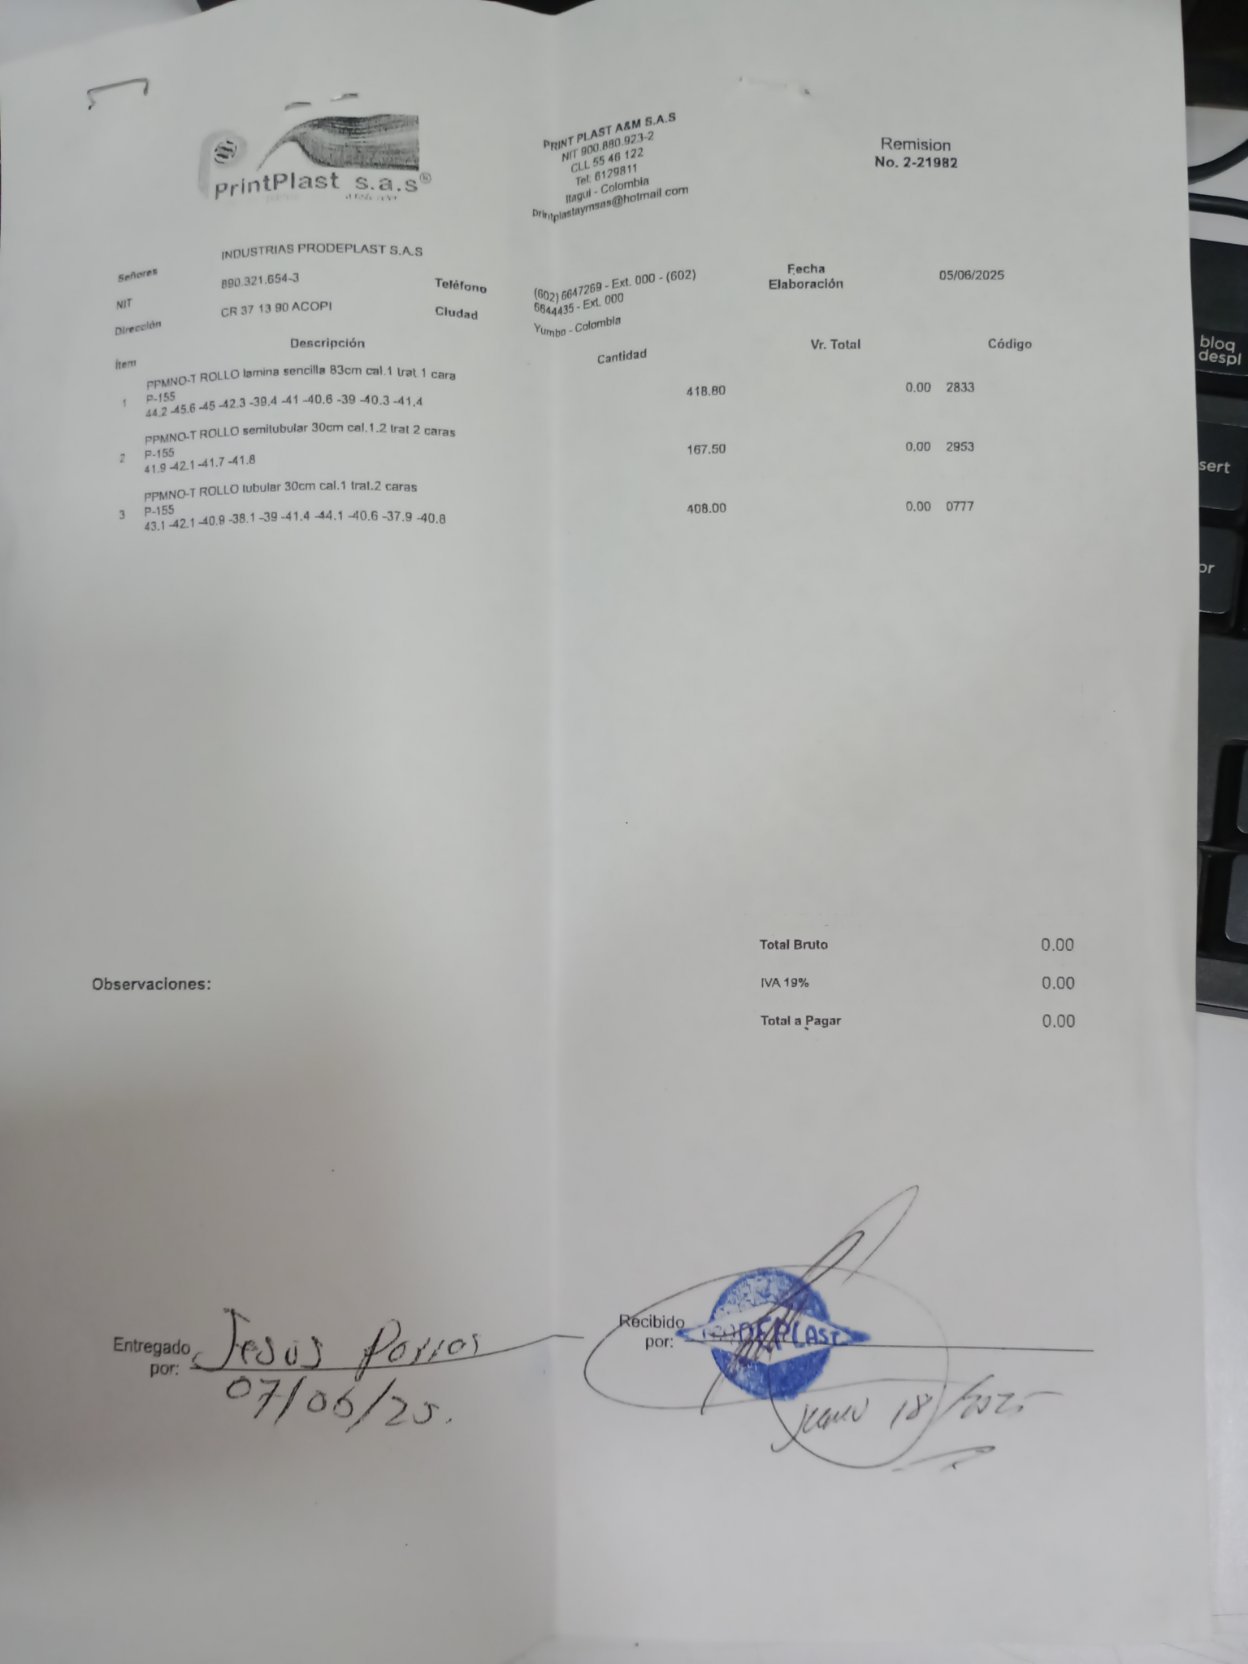 PrintPlast s.a.s®
PRINT PLAST A&M S.A.S
NIT 900.880.923-2
CLL 55 46 122
Tel: 6129811
Itagui - Colombia
printplastaymsas@hotmail.com
Remision
No. 2-21982
Señores INDUSTRIAS PRODEPLAST S.A.S
NIT 890.321.654-3 Teléfono (602) 6647269 - Ext. 000 - (602) 6644435 - Ext. 000
Dirección CR 37 13 90 ACOPI Ciudad Yumbo - Colombia
Fecha Elaboración 05/06/2025
Ítem Descripción Cantidad Vr. Total Código
PPMNO-T ROLLO lamina sencilla 83cm cal.1 trat 1 cara
1 P-155 418.80 0.00 2833
44.2 -45.6 -45 -42.3 -39.4 -41 -40.6 -39 -40.3 -41.4
PPMNO-T ROLLO semitubular 30cm cal.1.2 trat 2 caras
2 P-155 167.50 0.00 2953
41.9 -42.1 -41.7 -41.8
PPMNO-T ROLLO tubular 30cm cal.1 trat.2 caras
3 P-155 408.00 0.00 0777
43.1 -42.1 -40.9 -38.1 -39 -41.4 -44.1 -40.6 -37.9 -40.8
Total Bruto 0.00
Observaciones: IVA 19% 0.00
Total a Pagar 0.00
Entregado por: Jesús Porras
07/06/25.
Recibido por: PRODEPLAST
Junio 18/2025
bloq
despl
sert
or